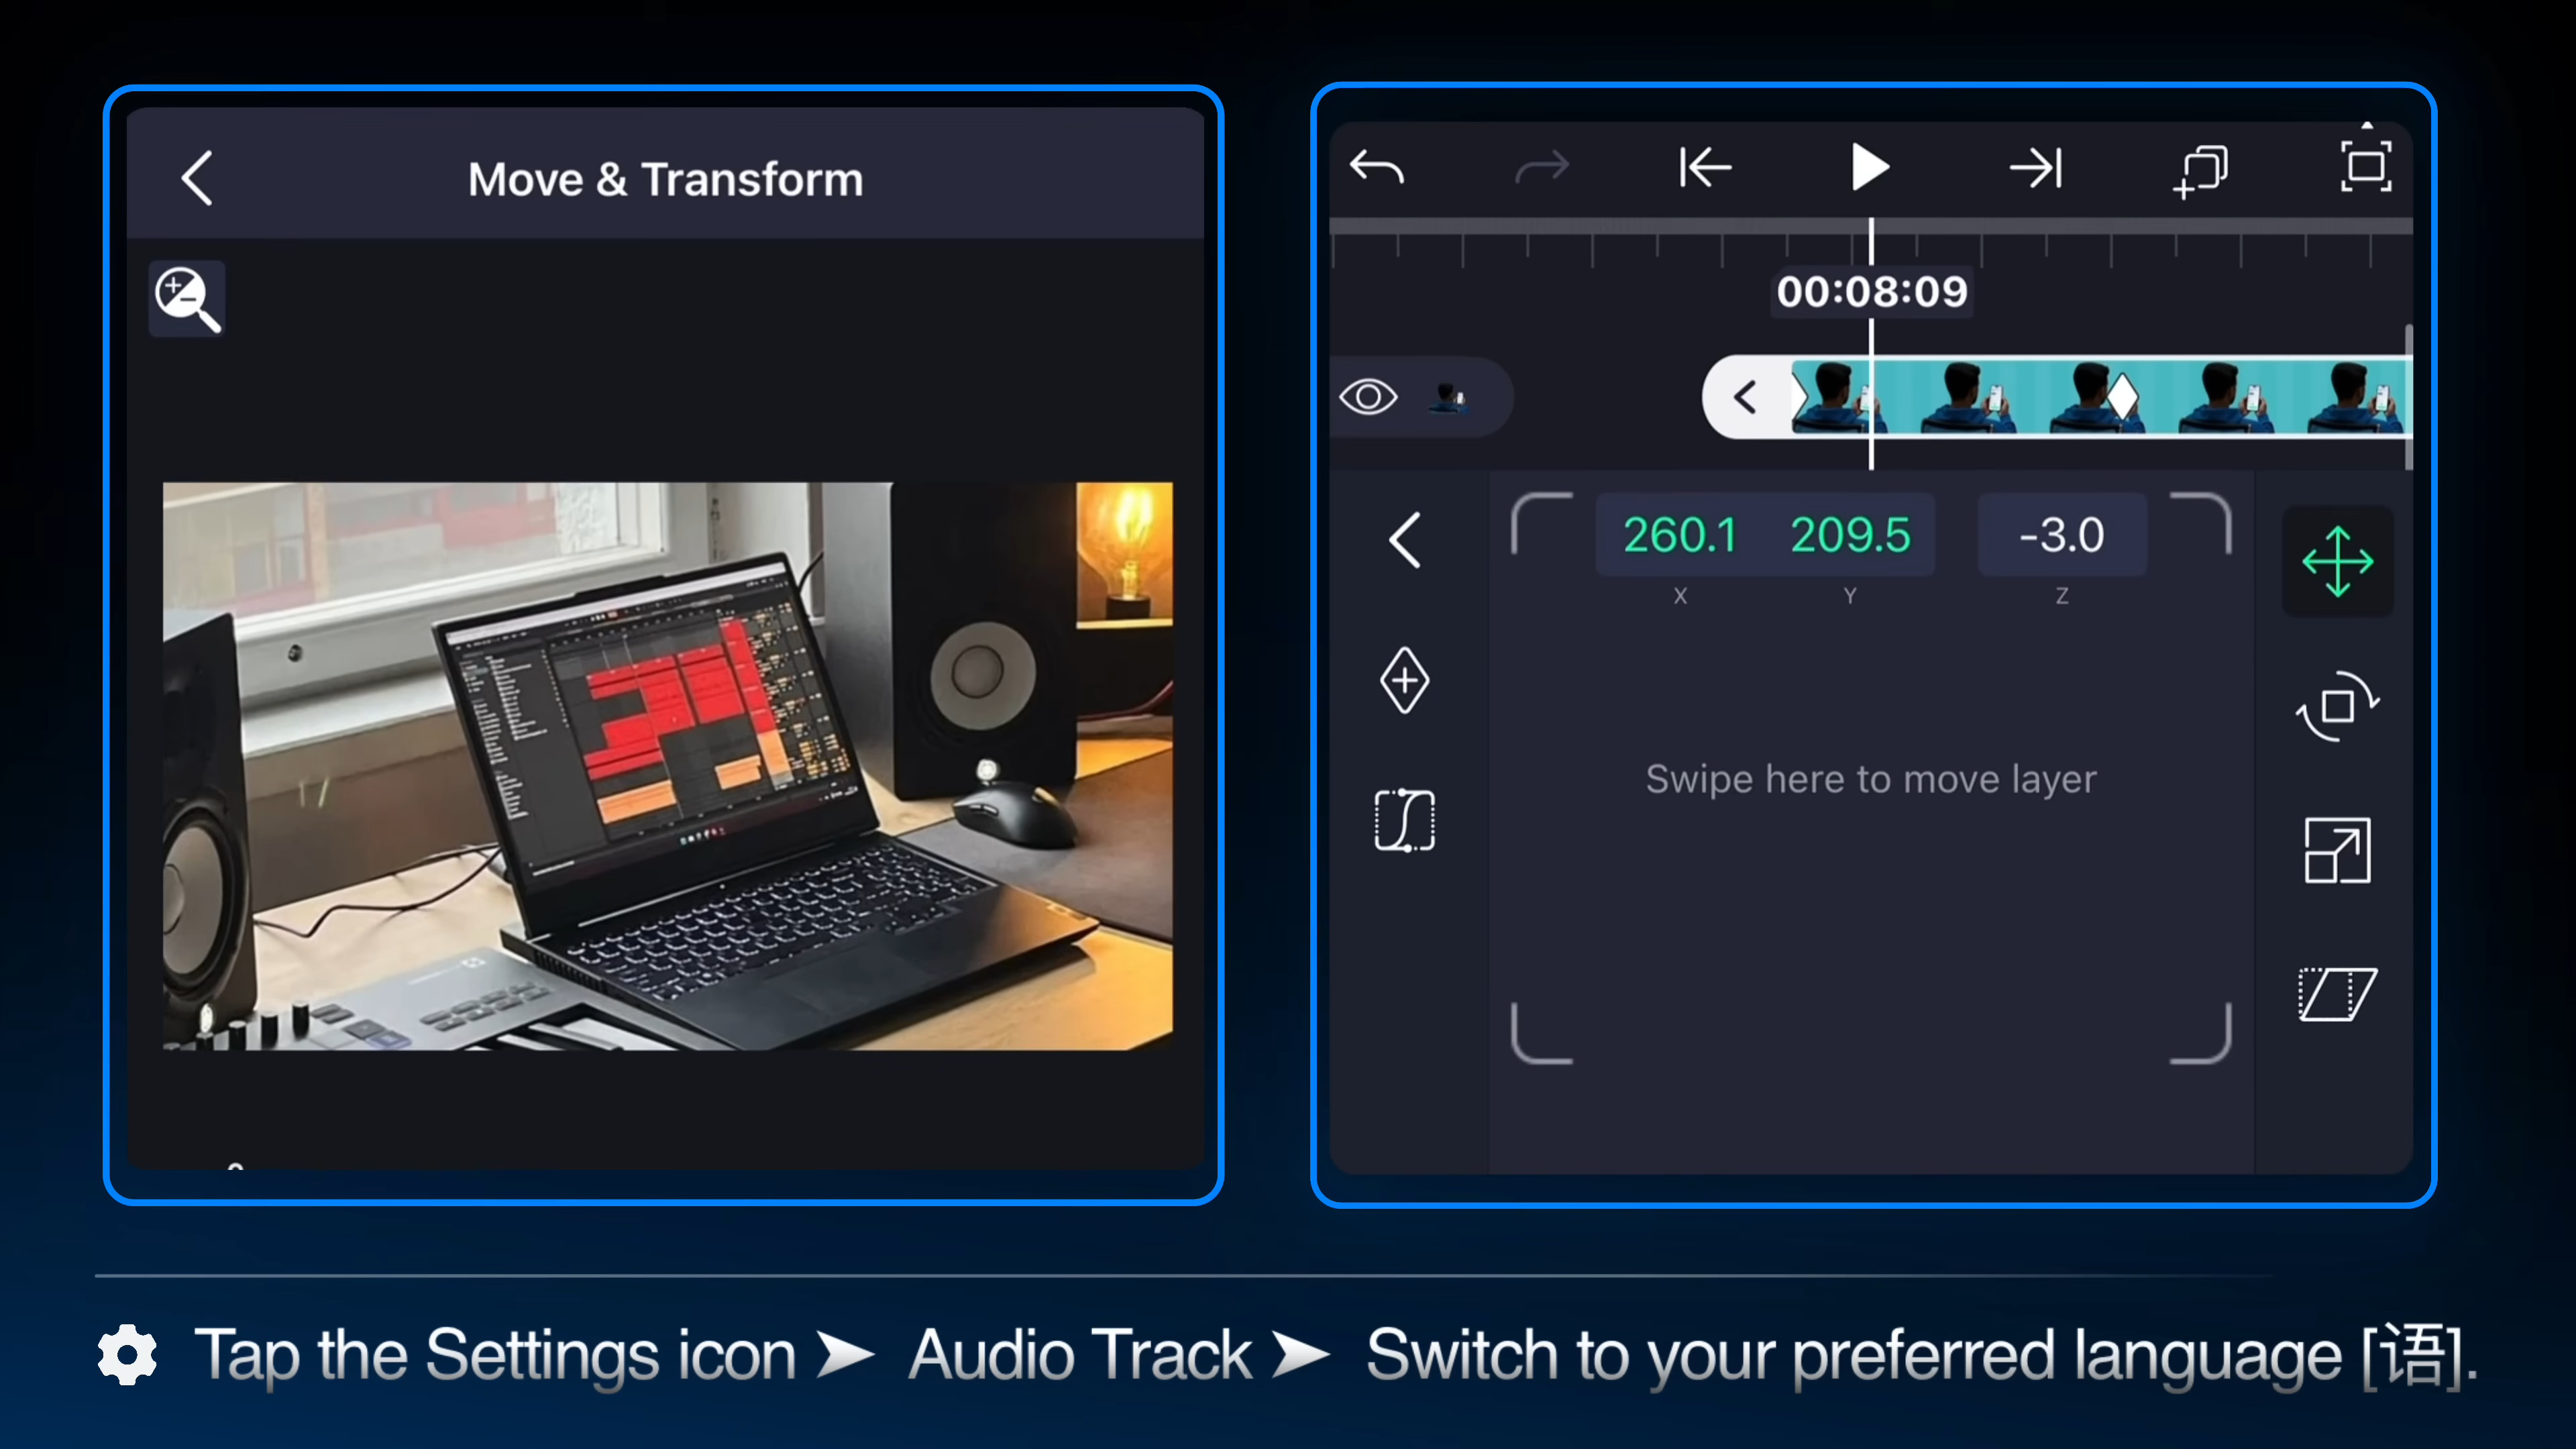 Move & Transform
00:08:09
260.1 209.5 -3.0
X Y Z
Swipe here to move layer
Tap the Settings icon ➤ Audio Track ➤ Switch to your preferred language [语].